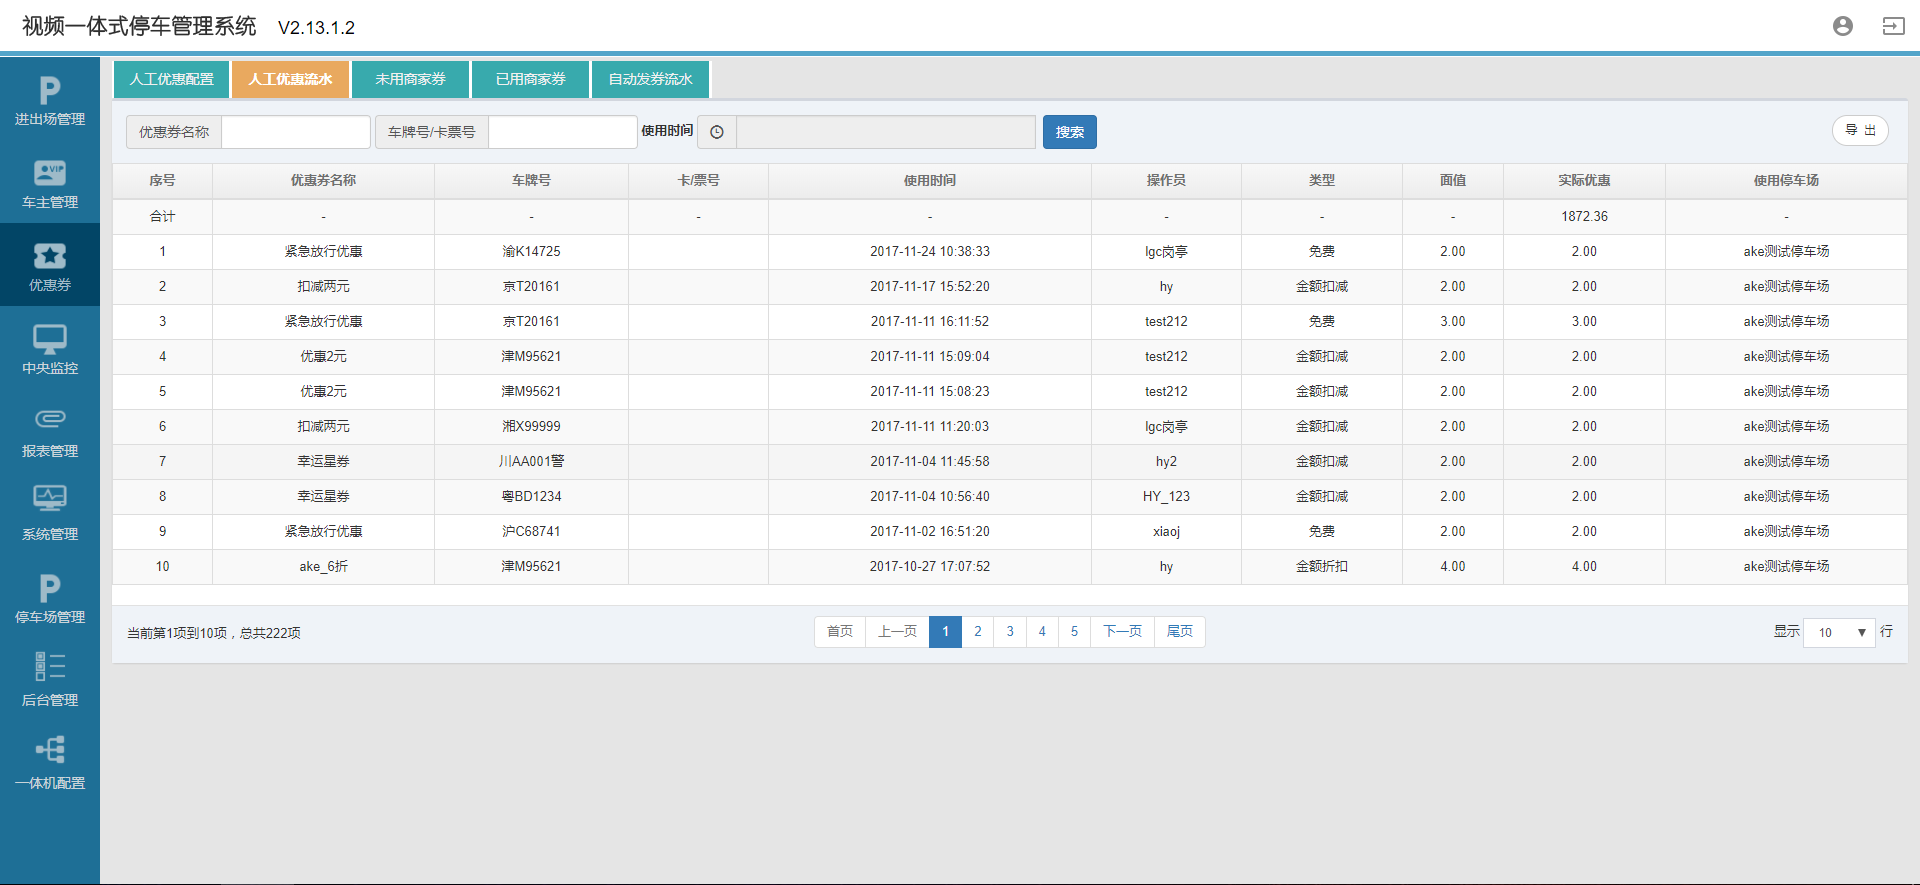 视频一体式停车管理系统 V2.13.1.2
进出场管理
车主管理
优惠券
中央监控
报表管理
系统管理
停车场管理
后台管理
一体机配置
人工优惠配置 人工优惠流水 未用商家券 已用商家券 自动发券流水
优惠券名称 车牌号/卡票号 使用时间 搜索 导 出
序号 优惠券名称 车牌号 卡/票号 使用时间 操作员 类型 面值 实际优惠 使用停车场
合计 - - - - - - - 1872.36 -
1 紧急放行优惠 渝K14725 2017-11-24 10:38:33 lgc岗亭 免费 2.00 2.00 ake测试停车场
2 扣减两元 京T20161 2017-11-17 15:52:20 hy 金额扣减 2.00 2.00 ake测试停车场
3 紧急放行优惠 京T20161 2017-11-11 16:11:52 test212 免费 3.00 3.00 ake测试停车场
4 优惠2元 津M95621 2017-11-11 15:09:04 test212 金额扣减 2.00 2.00 ake测试停车场
5 优惠2元 津M95621 2017-11-11 15:08:23 test212 金额扣减 2.00 2.00 ake测试停车场
6 扣减两元 湘X99999 2017-11-11 11:20:03 lgc岗亭 金额扣减 2.00 2.00 ake测试停车场
7 幸运星券 川AA001警 2017-11-04 11:45:58 hy2 金额扣减 2.00 2.00 ake测试停车场
8 幸运星券 粤BD1234 2017-11-04 10:56:40 HY_123 金额扣减 2.00 2.00 ake测试停车场
9 紧急放行优惠 沪C68741 2017-11-02 16:51:20 xiaoj 免费 2.00 2.00 ake测试停车场
10 ake_6折 津M95621 2017-10-27 17:07:52 hy 金额折扣 4.00 4.00 ake测试停车场
当前第1项到10项，总共222项 首页 上一页 1 2 3 4 5 下一页 尾页 显示 10 ▼ 行